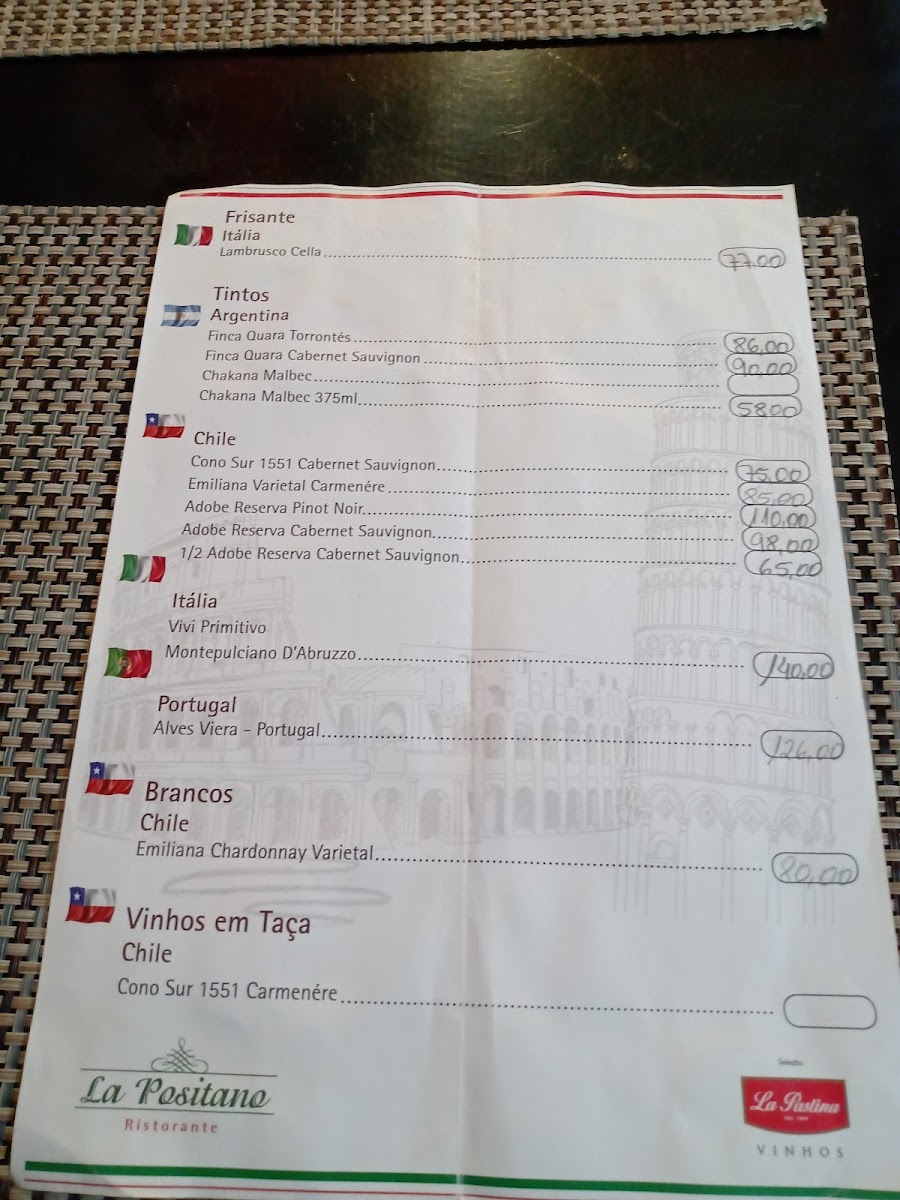 Frisante
Itália
Lambrusco Cella 77,00
Tintos
Argentina
Finca Quara Torrontés 86,00
Finca Quara Cabernet Sauvignon 90,00
Chakana Malbec
Chakana Malbec 375ml 58,00
Chile
Cono Sur 1551 Cabernet Sauvignon 75,00
Emiliana Varietal Carmenére 85,00
Adobe Reserva Pinot Noir 110,00
Adobe Reserva Cabernet Sauvignon 98,00
1/2 Adobe Reserva Cabernet Sauvignon 65,00
Itália
Vivi Primitivo
Montepulciano D'Abruzzo 140,00
Portugal
Alves Viera - Portugal 126,00
Brancos
Chile
Emiliana Chardonnay Varietal 80,00
Vinhos em Taça
Chile
Cono Sur 1551 Carmenére
La Positano
Ristorante
La Pastina
VINHOS